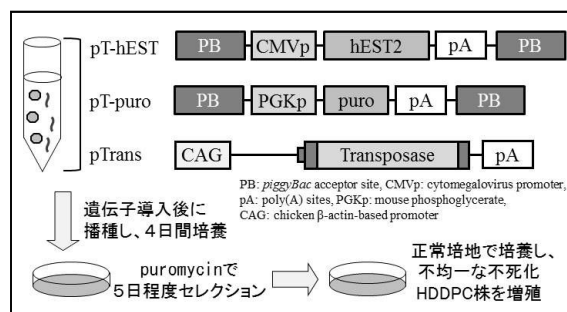 pT-hEST PB CMVp hEST2 pA PB
pT-puro PB PGKp puro pA PB
pTrans CAG Transposase pA
PB: piggyBac acceptor site, CMVp: cytomegalovirus promoter,
pA: poly(A) sites, PGKp: mouse phosphoglycerate,
CAG: chicken β-actin-based promoter
遺伝子導入後に
播種し、4日間培養
puromycinで
5日程度セレクション
正常培地で培養し、
不均一な不死化
HDDPC株を増殖